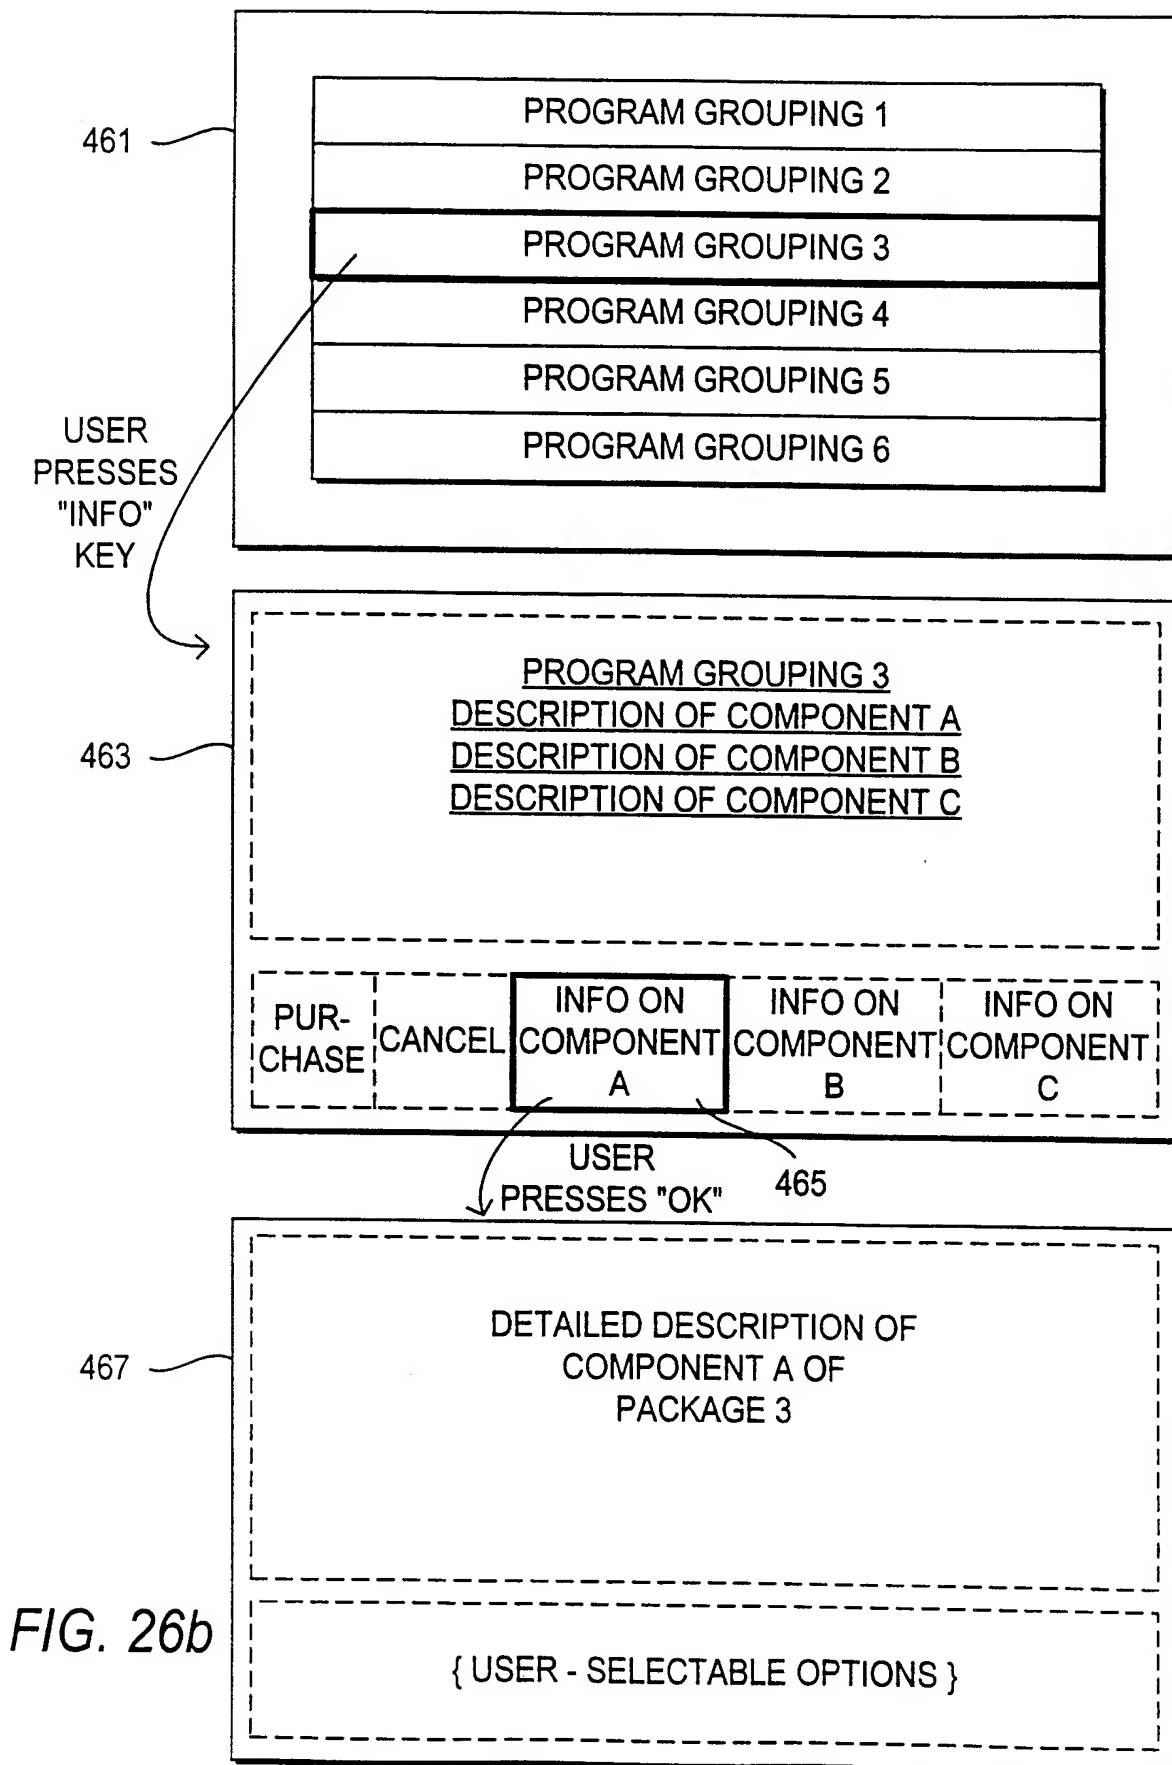 PROGRAM GROUPING 1
461
PROGRAM GROUPING 2
PROGRAM GROUPING 3
PROGRAM GROUPING 4
PROGRAM GROUPING 5
PROGRAM GROUPING 6
USER
PRESSES
"INFO"
KEY
PROGRAM GROUPING 3
DESCRIPTION OF COMPONENT A
DESCRIPTION OF COMPONENT B
DESCRIPTION OF COMPONENT C
463
PUR-
CHASE
CANCEL
INFO ON
COMPONENT
A
INFO ON
COMPONENT
B
INFO ON
COMPONENT
C
USER
PRESSES "OK"
465
DETAILED DESCRIPTION OF
COMPONENT A OF
PACKAGE 3
467
{ USER - SELECTABLE OPTIONS }
FIG. 26b